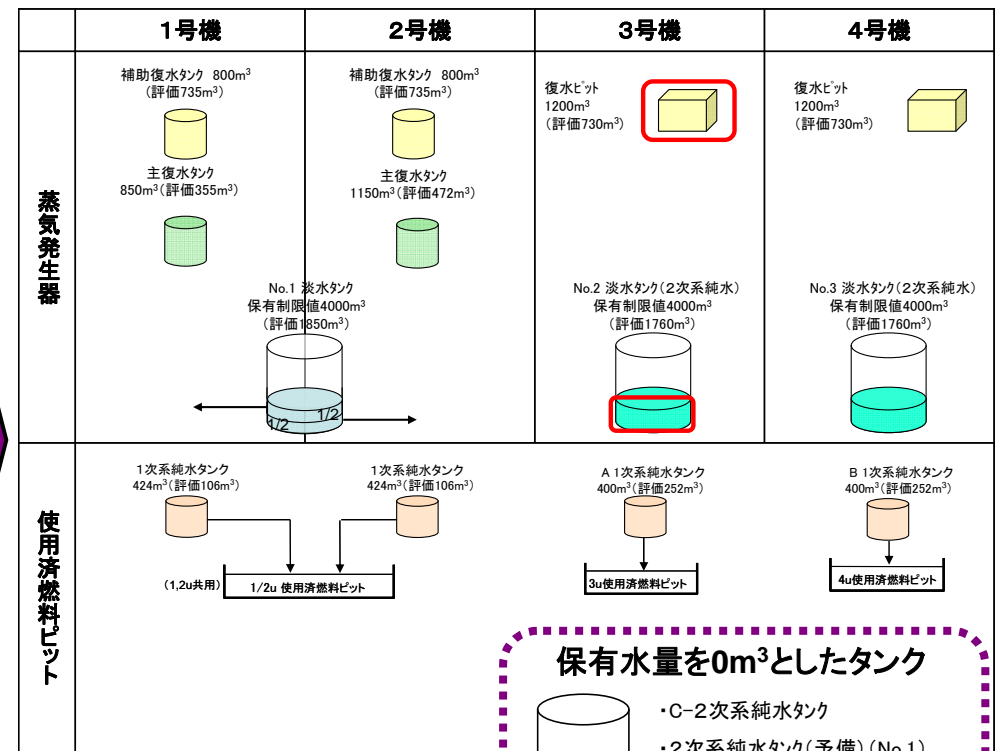 1号機
2号機
3号機
4号機
蒸気発生器
補助復水タンク 800m³
(評価735m³)
主復水タンク
850m³(評価355m³)
補助復水タンク 800m³
(評価735m³)
主復水タンク
1150m³(評価472m³)
No.1 淡水タンク
保有制限値4000m³
(評価1850m³)
1/2
1/2
復水ピット
1200m³
(評価730m³)
No.2 淡水タンク(2次系純水)
保有制限値4000m³
(評価1760m³)
復水ピット
1200m³
(評価730m³)
No.3 淡水タンク(2次系純水)
保有制限値4000m³
(評価1760m³)
使用済燃料ピット
1次系純水タンク
424m³(評価106m³)
1次系純水タンク
424m³(評価106m³)
(1,2u共用)
1/2u 使用済燃料ピット
A 1次系純水タンク
400m³(評価252m³)
3u使用済燃料ピット
B 1次系純水タンク
400m³(評価252m³)
4u使用済燃料ピット
保有水量を0m³としたタンク
・C-2次系純水タンク
・2次系純水タンク(予備)(No.1)